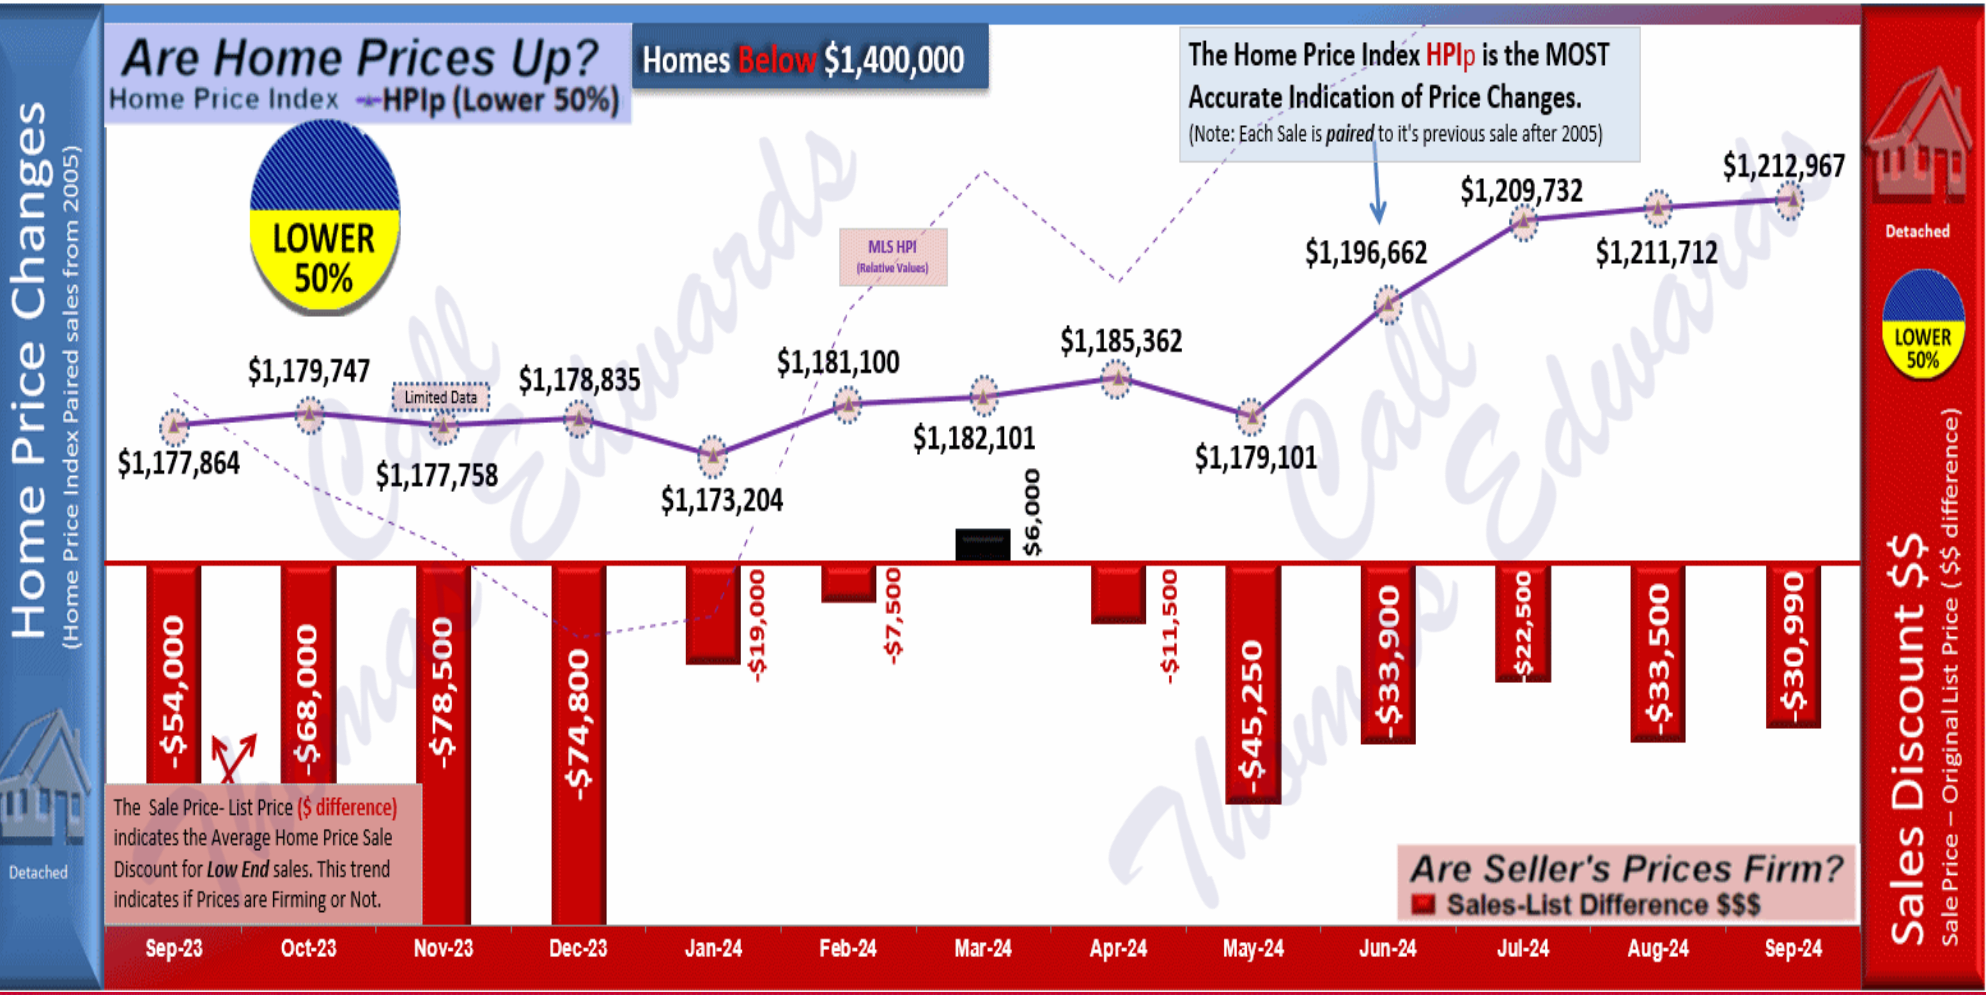 Are Home Prices Up?
Home Price Index HPIp (Lower 50%)
Homes Below $1,400,000
The Home Price Index HPIp is the MOST
Accurate Indication of Price Changes.
(Note: Each Sale is paired to it's previous sale after 2005)
Home Price Changes
(Home Price Index Paired sales from 2005)
Detached
LOWER
50%
MLS HPI
(Relative Values)
Limited Data
$1,177,864
$1,179,747
$1,177,758
$1,178,835
$1,173,204
$1,181,100
$1,182,101
$1,185,362
$1,179,101
$1,196,662
$1,209,732
$1,211,712
$1,212,967
-$54,000
-$68,000
-$78,500
-$74,800
-$19,000
-$7,500
$6,000
-$11,500
-$45,250
-$33,900
-$22,500
-$33,500
-$30,990
The Sale Price- List Price ($ difference)
indicates the Average Home Price Sale
Discount for Low End sales. This trend
indicates if Prices are Firming or Not.
Are Seller's Prices Firm?
Sales-List Difference $$$
Sep-23
Oct-23
Nov-23
Dec-23
Jan-24
Feb-24
Mar-24
Apr-24
May-24
Jun-24
Jul-24
Aug-24
Sep-24
Detached
LOWER
50%
Sales Discount $$
Sale Price – Original List Price ( $$ difference)
Call
Thomas Edwards
Call
Thomas Edwards